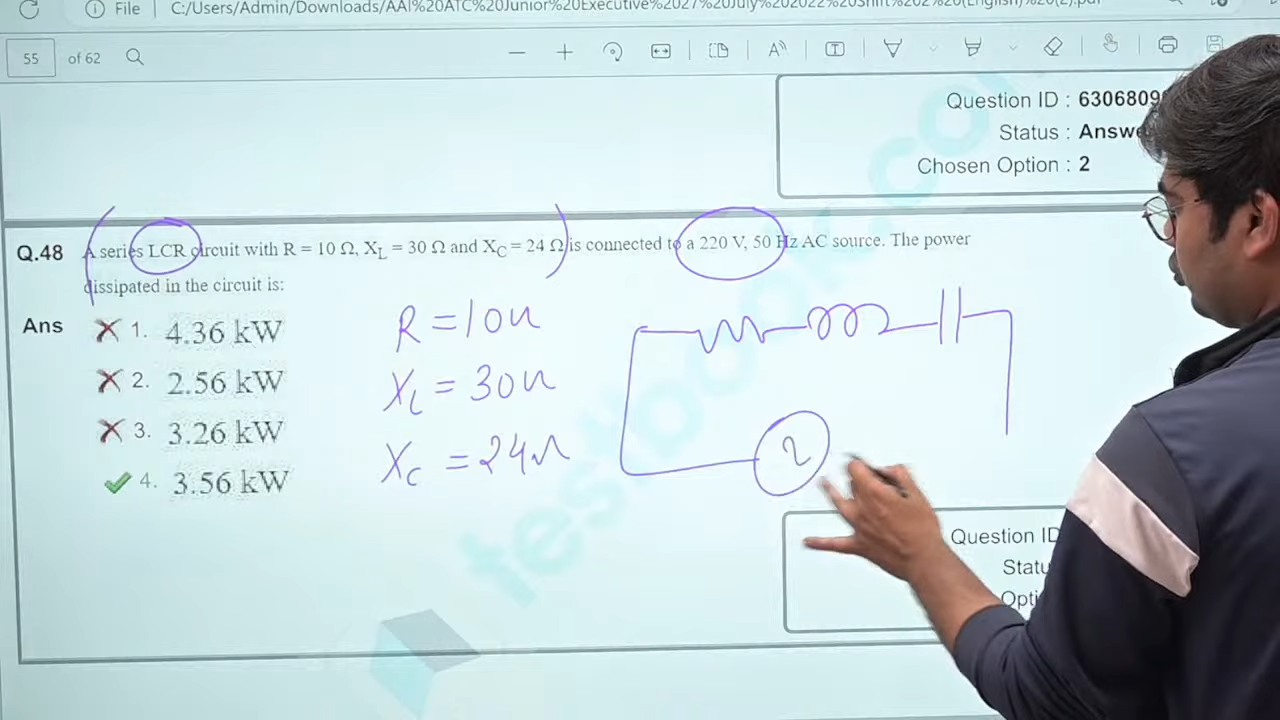 File C:/Users/Admin/Downloads/AAI%20ATC%20Junior%20Executive%2027%20July%202022%20Shift%202%20(English)%20(2).pdf
55 of 62
Question ID : 6306809
Status : Answe
Chosen Option : 2
Q.48 A series LCR circuit with R = 10 Ω, XL = 30 Ω and XC = 24 Ω is connected to a 220 V, 50 Hz AC source. The power
dissipated in the circuit is:
Ans 1. 4.36 kW
2. 2.56 kW
3. 3.26 kW
4. 3.56 kW
R = 10Ω
XL = 30Ω
XC = 24Ω
Question ID
Statu
Opti
testbook.com